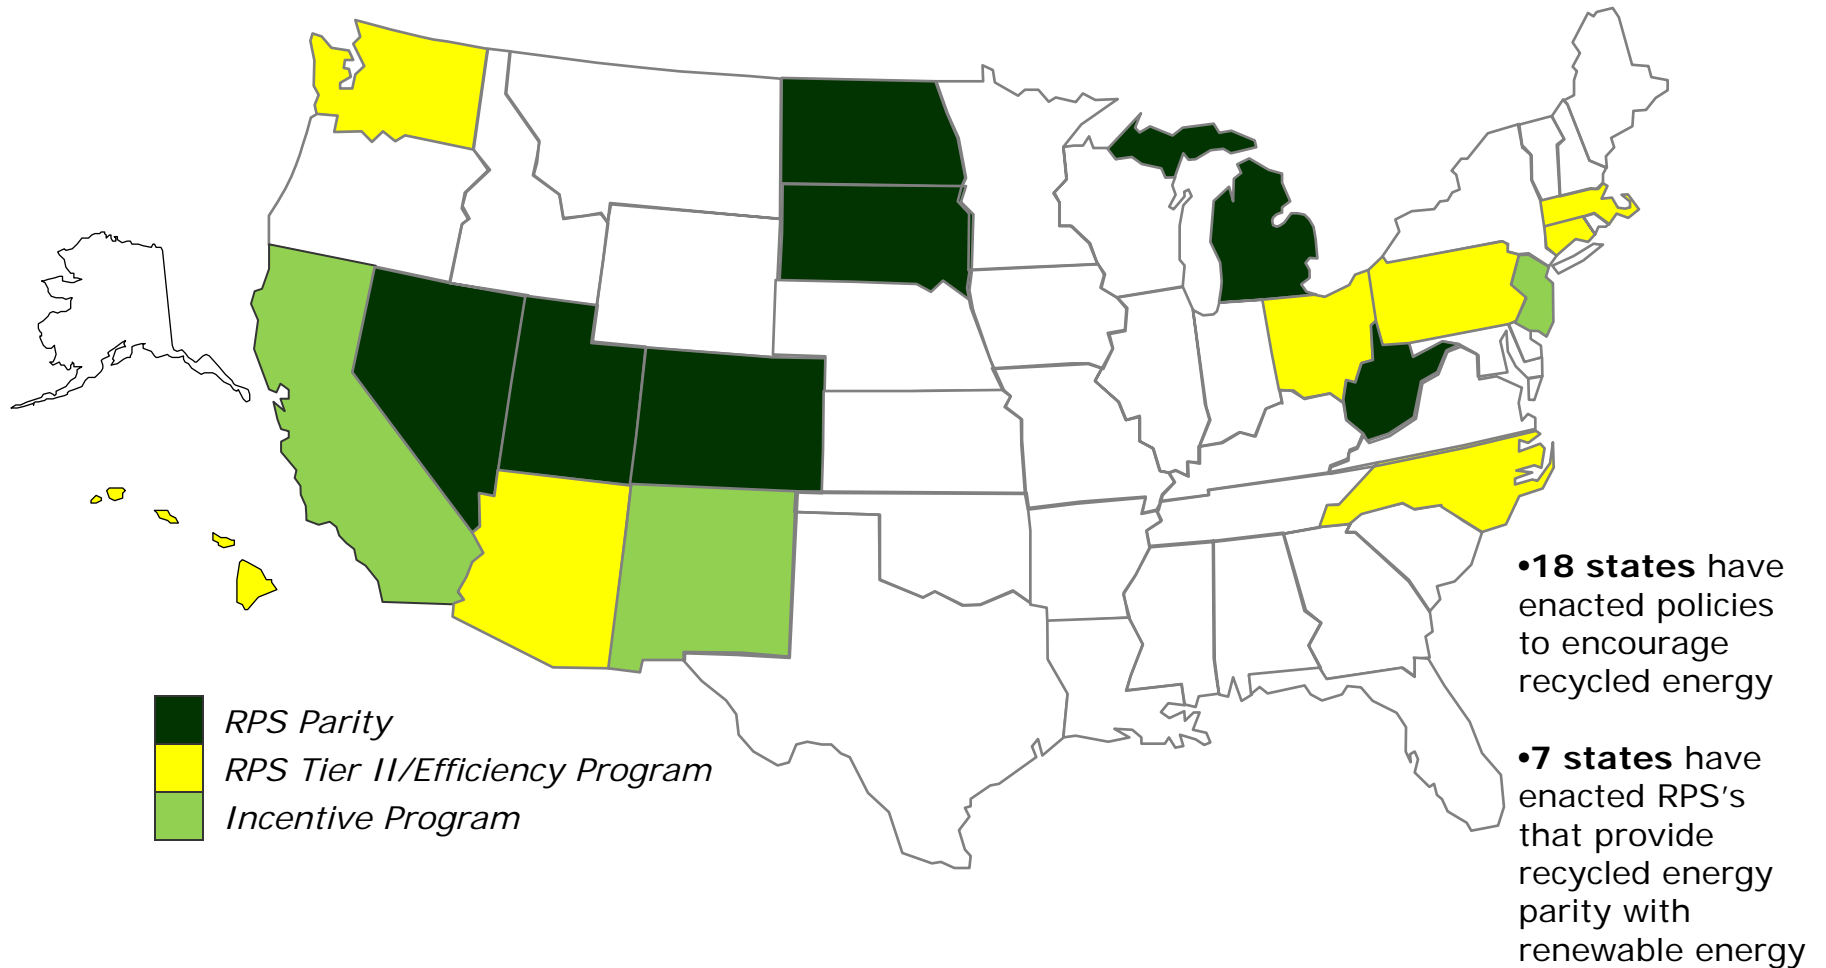 RPS Parity
RPS Tier II/Efficiency Program
Incentive Program
•18 states have
enacted policies
to encourage
recycled energy
•7 states have
enacted RPS’s
that provide
recycled energy
parity with
renewable energy